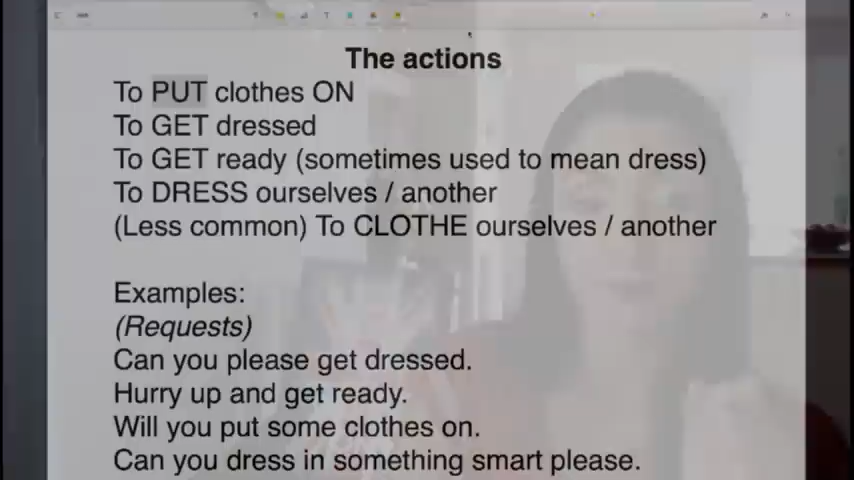 The actions
To PUT clothes ON
To GET dressed
To GET ready (sometimes used to mean dress)
To DRESS ourselves / another
(Less common) To CLOTHE ourselves / another
Examples:
(Requests)
Can you please get dressed.
Hurry up and get ready.
Will you put some clothes on.
Can you dress in something smart please.